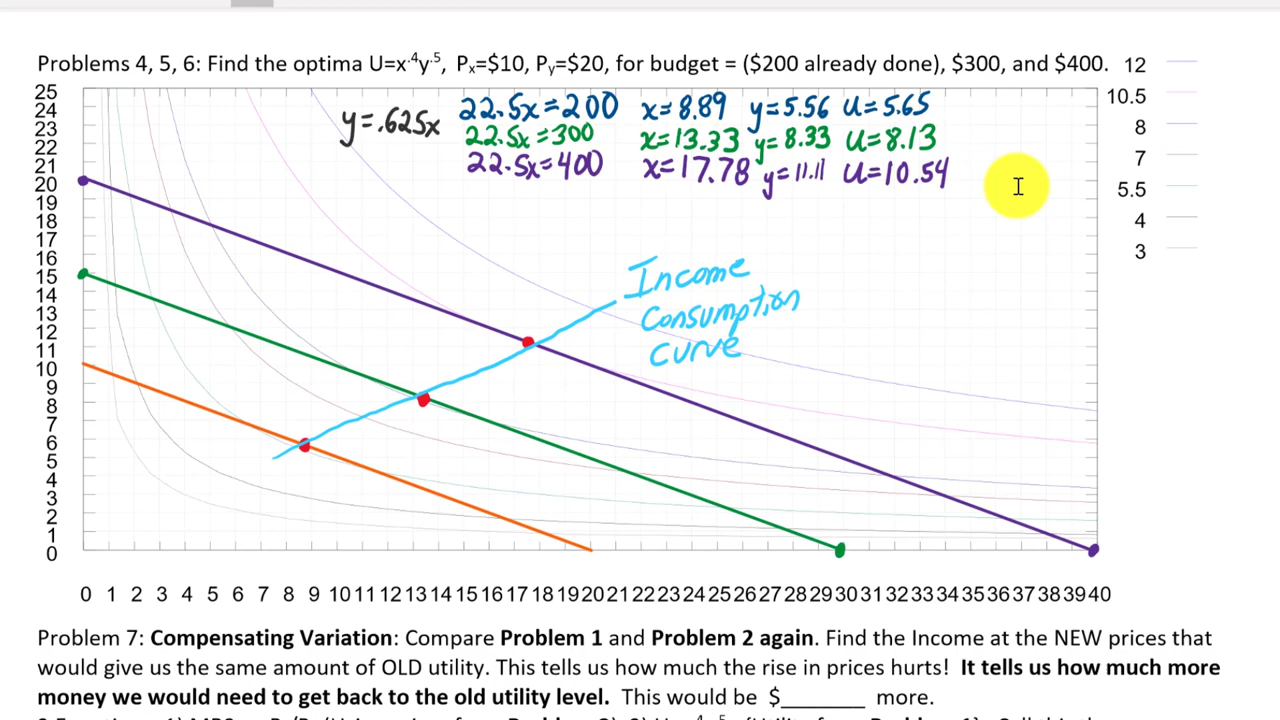 Problems 4, 5, 6: Find the optima U=x^.4y^.5, Px=$10, Py=$20, for budget = ($200 already done), $300, and $400.
12
10.5
8
7
5.5
4
3
25
24
23
22
21
20
19
18
17
16
15
14
13
12
11
10
9
8
7
6
5
4
3
2
1
0
y=.625x
22.5x=200 x=8.89 y=5.56 u=5.65
22.5x=300 x=13.33 y=8.33 u=8.13
22.5x=400 x=17.78 y=11.11 u=10.54
Income
consumption
curve
0 1 2 3 4 5 6 7 8 9 10 11 12 13 14 15 16 17 18 19 20 21 22 23 24 25 26 27 28 29 30 31 32 33 34 35 36 37 38 39 40
Problem 7: Compensating Variation: Compare Problem 1 and Problem 2 again. Find the Income at the NEW prices that
would give us the same amount of OLD utility. This tells us how much the rise in prices hurts! It tells us how much more
money we would need to get back to the old utility level. This would be $________ more.